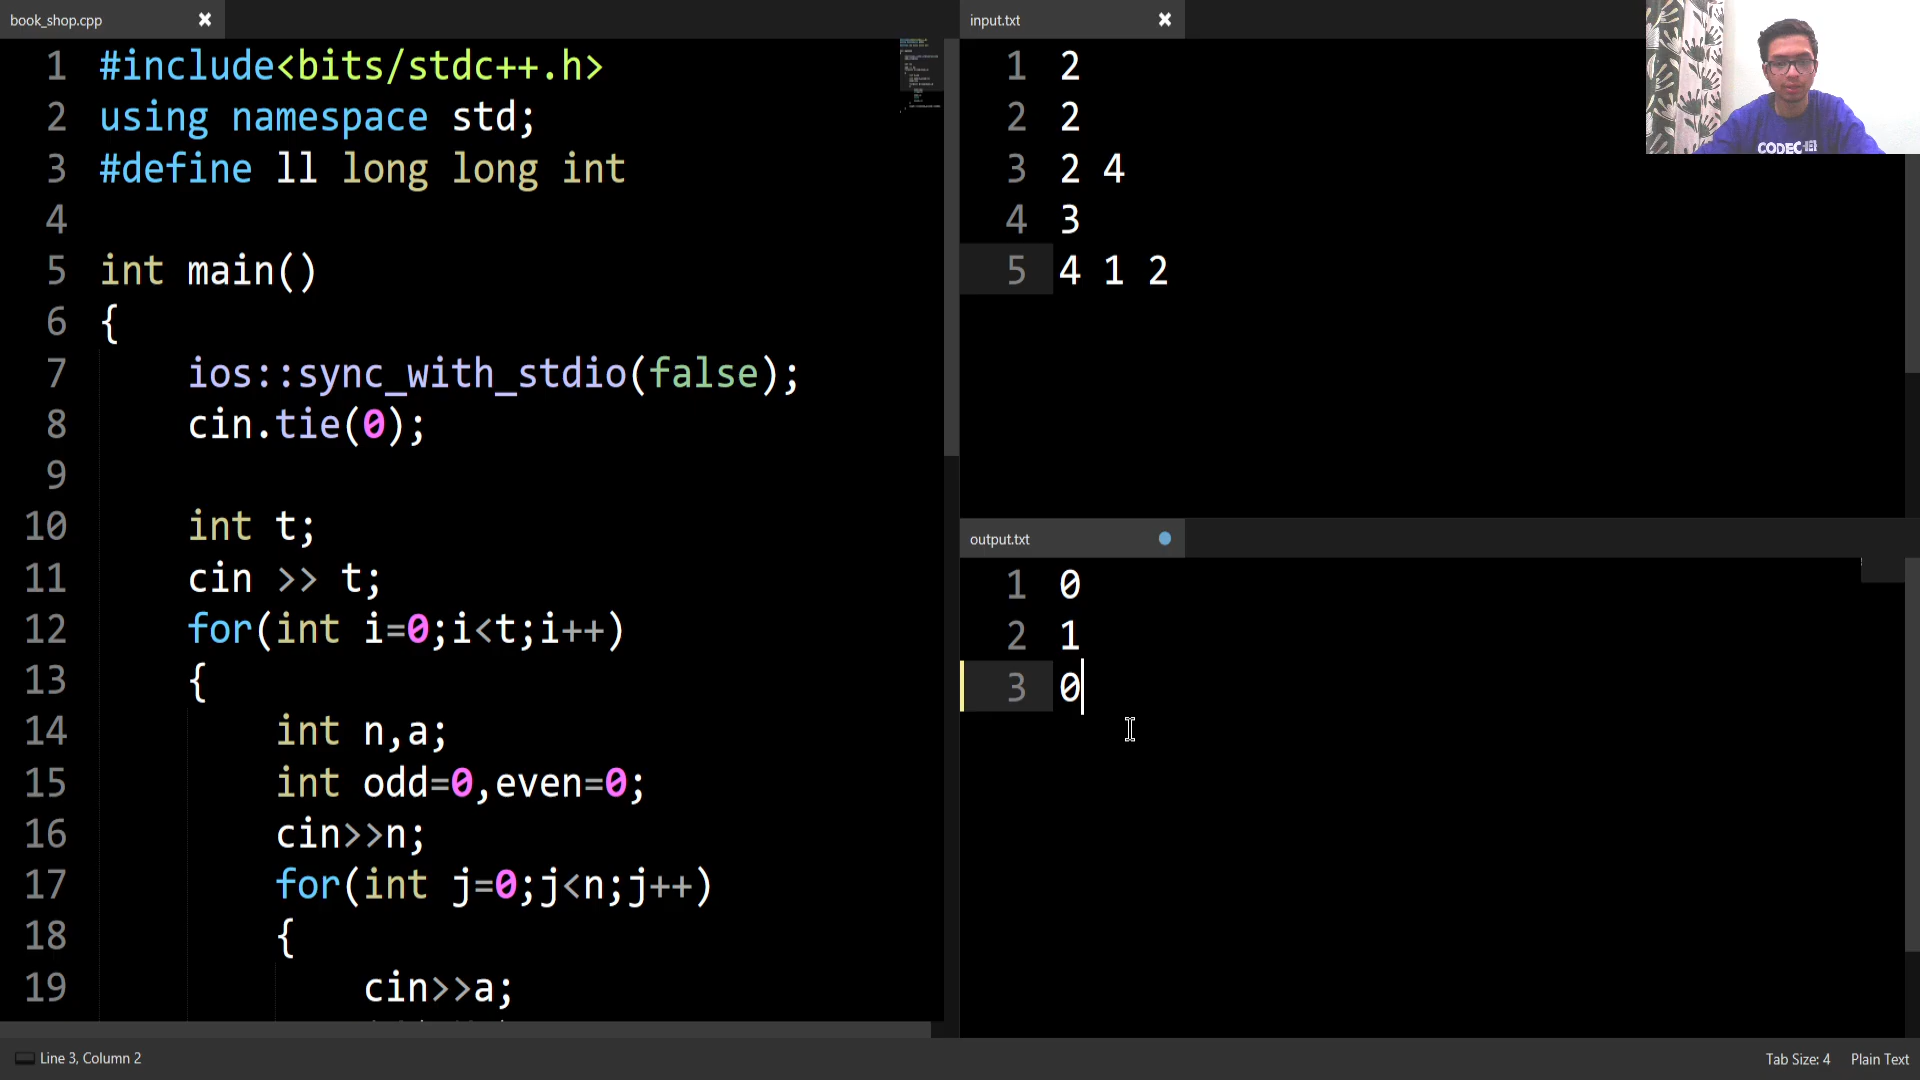 book_shop.cpp
1 #include<bits/stdc++.h>
2 using namespace std;
3 #define ll long long int
4
5 int main()
6 {
7 ios::sync_with_stdio(false);
8 cin.tie(0);
9
10 int t;
11 cin >> t;
12 for(int i=0;i<t;i++)
13 {
14 int n,a;
15 int odd=0,even=0;
16 cin>>n;
17 for(int j=0;j<n;j++)
18 {
19 cin>>a;
input.txt
1 2
2 2
3 2 4
4 3
5 4 1 2
CODECHEF
output.txt
1 0
2 1
3 0
Line 3, Column 2
Tab Size: 4
Plain Text